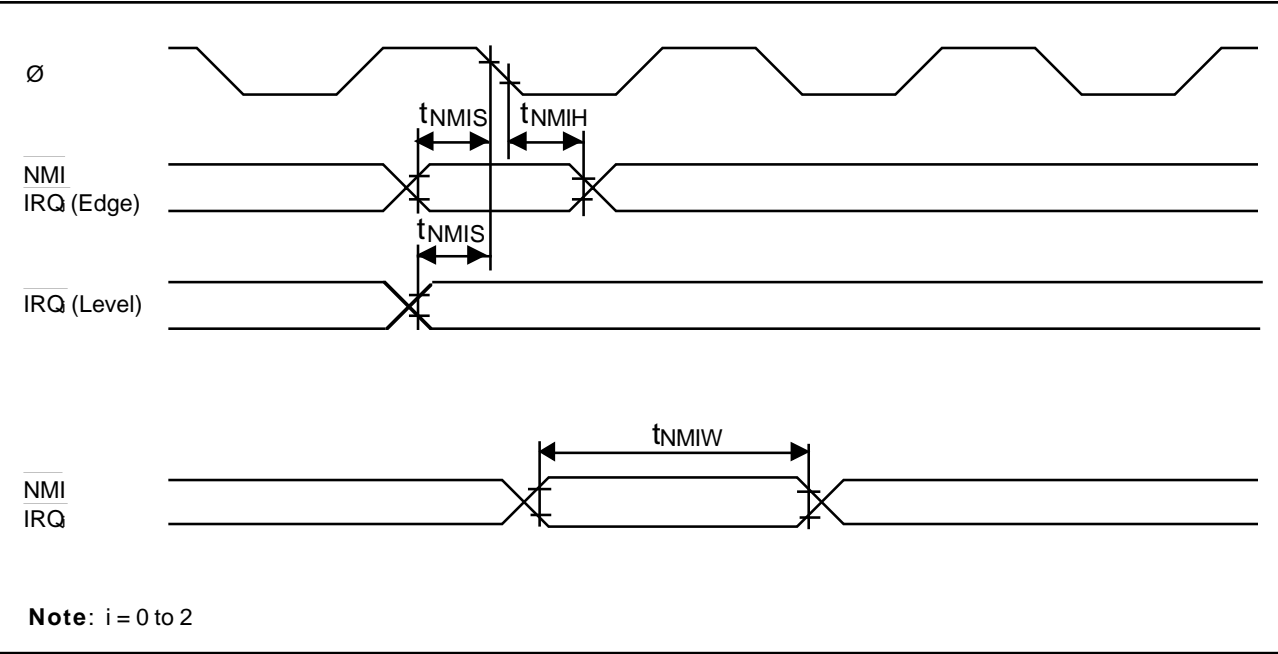 Ø
tNMIS
tNMIH
NMI
IRQi (Edge)
tNMIS
IRQi (Level)
tNMIW
NMI
IRQi
Note: i = 0 to 2